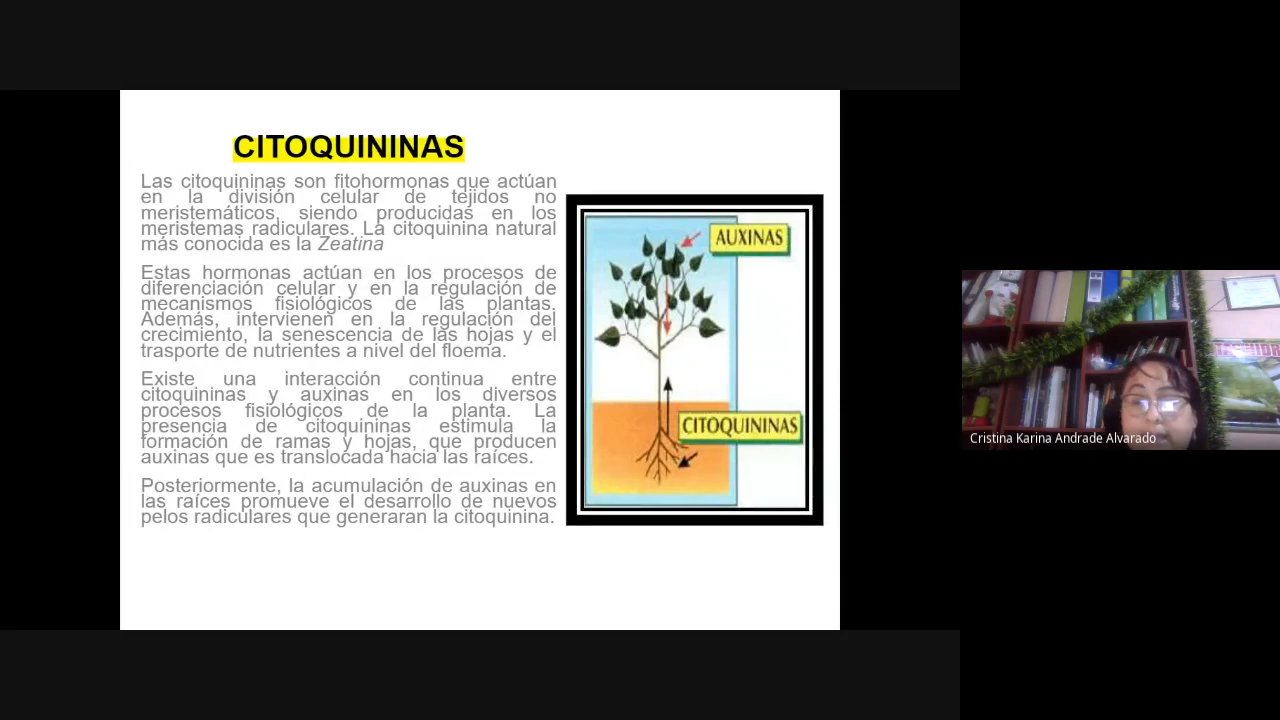 CITOQUININAS
Las citoquininas son fitohormonas que actúan
en la división celular de tejidos no
meristemáticos, siendo producidas en los
meristemas radiculares. La citoquinina natural
más conocida es la Zeatina
Estas hormonas actúan en los procesos de
diferenciación celular y en la regulación de
mecanismos fisiológicos de las plantas.
Además, intervienen en la regulación del
crecimiento, la senescencia de las hojas y el
trasporte de nutrientes a nivel del floema.
Existe una interacción continua entre
citoquininas y auxinas en los diversos
procesos fisiológicos de la planta. La
presencia de citoquininas estimula la
formación de ramas y hojas, que producen
auxinas que es translocada hacia las raíces.
Posteriormente, la acumulación de auxinas en
las raíces promueve el desarrollo de nuevos
pelos radiculares que generaran la citoquinina.
AUXINAS
CITOQUININAS
Cristina Karina Andrade Alvarado